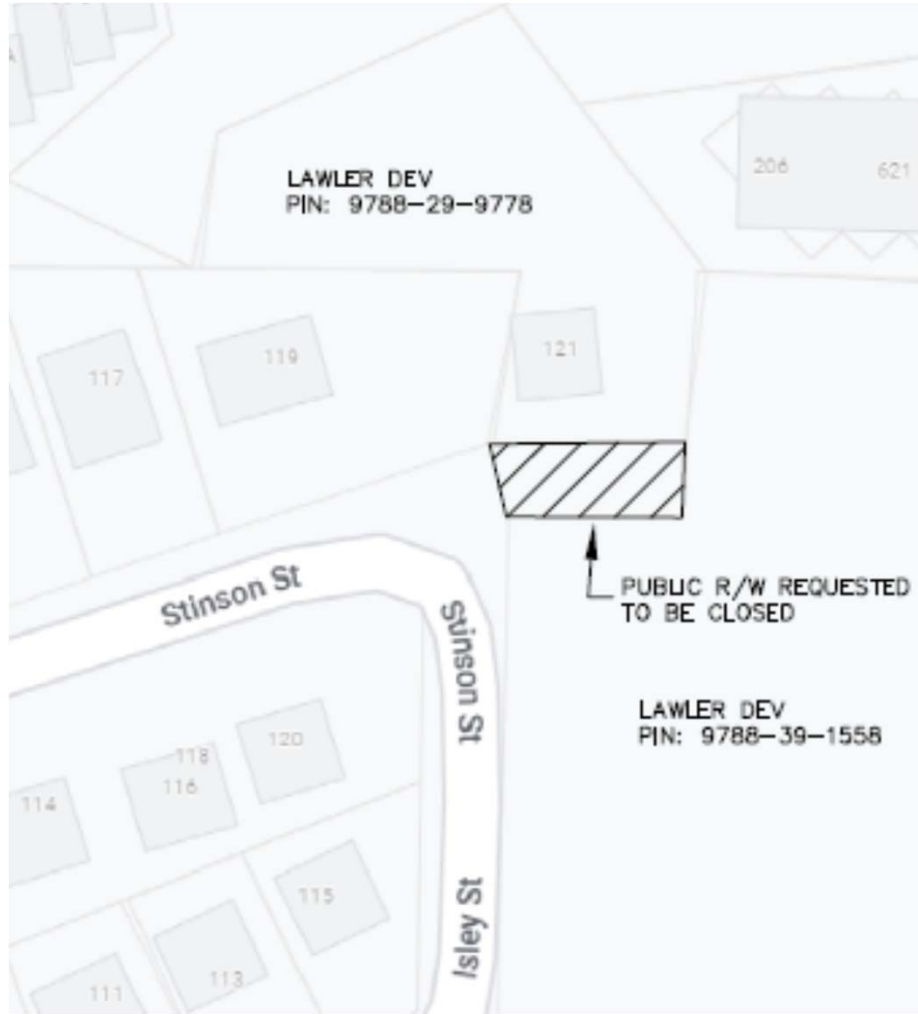 LAWLER DEV
PIN: 9788-29-9778
206
621
121
119
117
Stinson St
PUBLIC R/W REQUESTED
TO BE CLOSED
Stinson St
LAWLER DEV
PIN: 9788-39-1558
120
118
116
114
115
Isley St
113
111